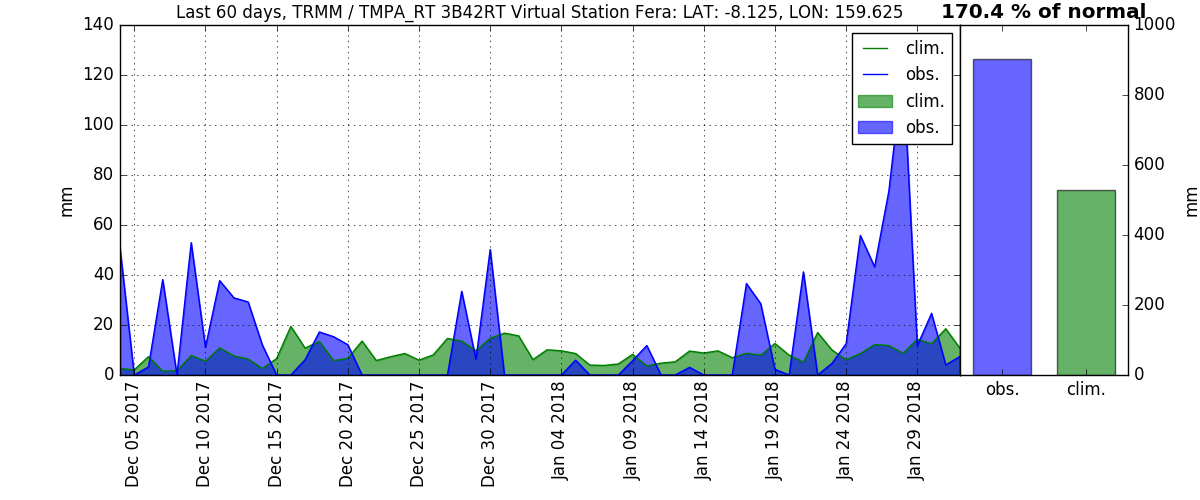 Last 60 days, TRMM / TMPA_RT 3B42RT Virtual Station Fera: LAT: -8.125, LON: 159.625
170.4 % of normal
140
120
100
80
60
40
20
0
mm
clim.
obs.
clim.
obs.
Dec 05 2017
Dec 10 2017
Dec 15 2017
Dec 20 2017
Dec 25 2017
Dec 30 2017
Jan 04 2018
Jan 09 2018
Jan 14 2018
Jan 19 2018
Jan 24 2018
Jan 29 2018
1000
800
600
400
200
0
mm
obs.
clim.